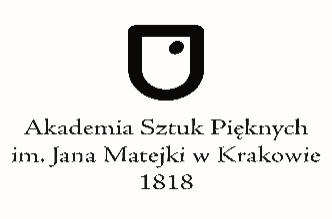 Akademia Sztuk Pięknych
im. Jana Matejki w Krakowie
1818